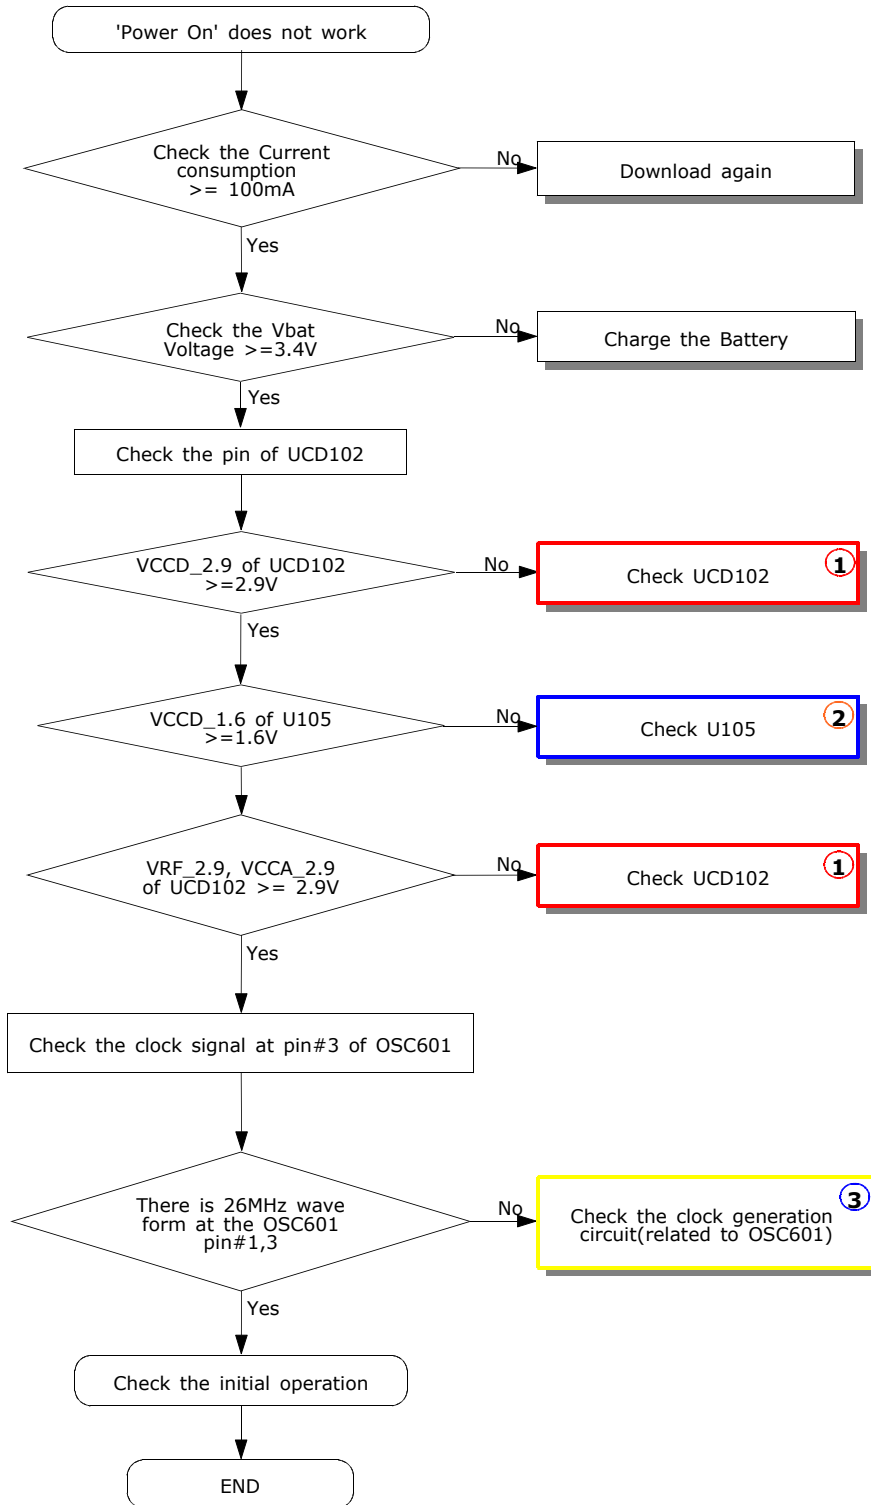 'Power On' does not work
Check the Current
consumption
>= 100mA
No
Download again
Yes
Check the Vbat
Voltage >=3.4V
No
Charge the Battery
Yes
Check the pin of UCD102
VCCD_2.9 of UCD102
>=2.9V
No
Check UCD102
1
Yes
VCCD_1.6 of U105
>=1.6V
No
Check U105
2
VRF_2.9, VCCA_2.9
of UCD102 >= 2.9V
No
Check UCD102
1
Yes
Check the clock signal at pin#3 of OSC601
There is 26MHz wave
form at the OSC601
pin#1,3
No
Check the clock generation
circuit(related to OSC601)
3
Yes
Check the initial operation
END